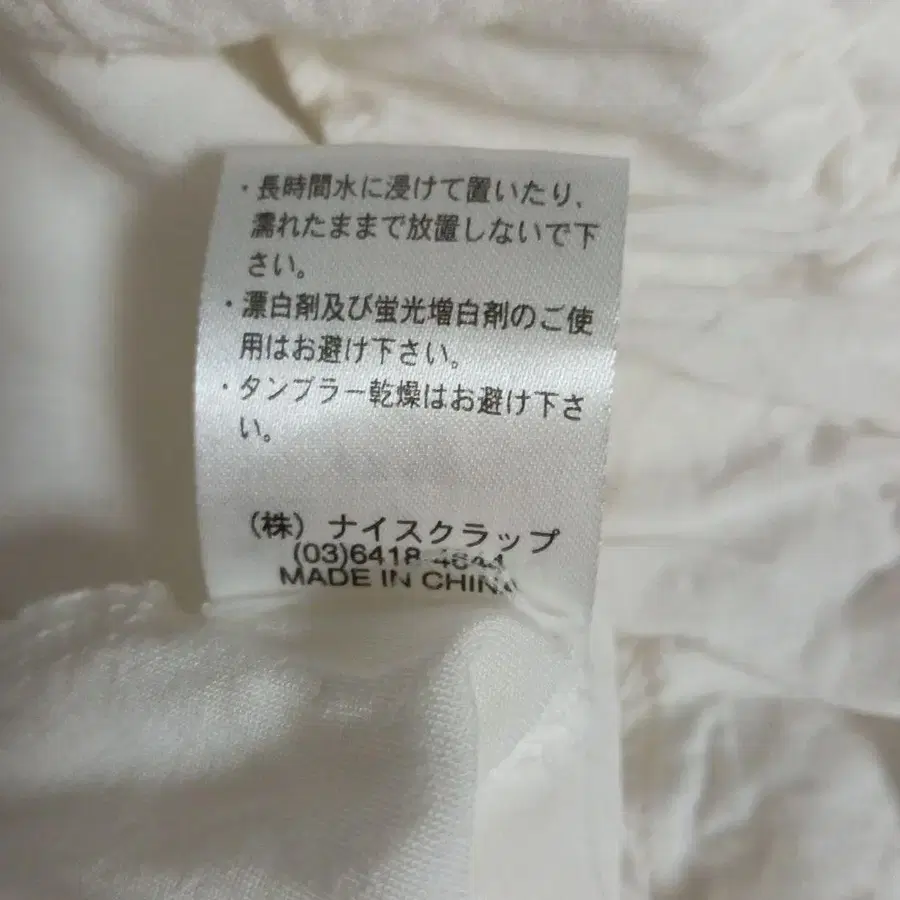 ・長時間水に浸けて置いたり、
濡れたままで放置しないで下
さい。
・漂白剤及び蛍光増白剤のご使
用はお避け下さい。
・タンブラー乾燥はお避け下さ
い。
(株) ナイスクラップ
(03)6418
MADE IN CHINA